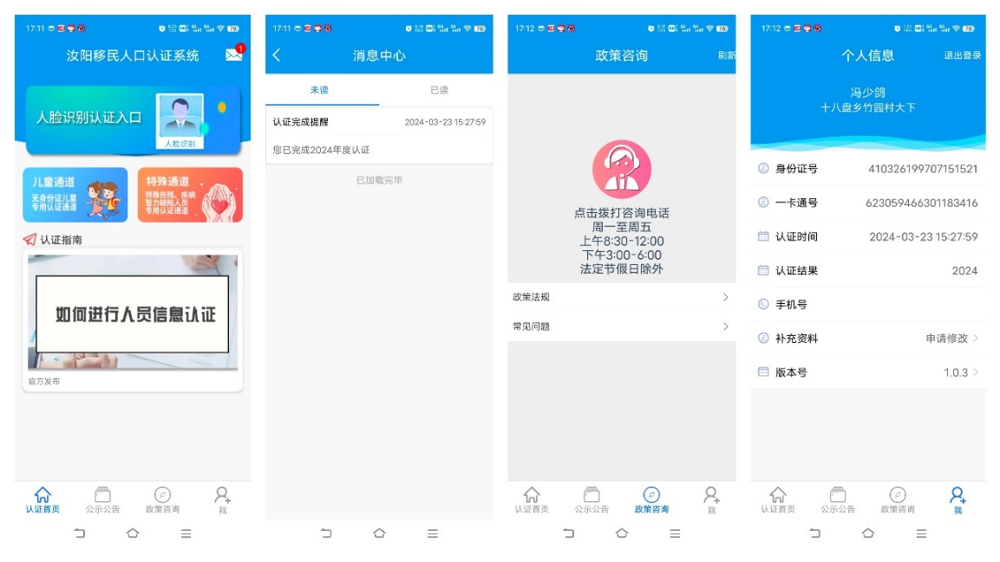 17:11
70
汝阳移民人口认证系统
1
人脸识别认证入口
人脸识别
儿童通道
无身份证儿童
专用认证通道
特殊通道
特殊伤残、疾病
智力缺陷人员
专用认证通道
认证指南
如何进行人员信息认证
官方发布
认证首页
公示公告
政策咨询
我
17:11
70
消息中心
未读
已读
认证完成提醒
2024-03-23 15:27:59
您已完成2024年度认证
已加载完毕
17:12
70
政策咨询
刷新
点击拨打咨询电话
周一至周五
上午8:30-12:00
下午3:00-6:00
法定节假日除外
政策法规
常见问题
认证首页
公示公告
政策咨询
我
17:12
70
个人信息
退出登录
冯少鸽
十八盘乡竹园村大下
身份证号
410326199707151521
一卡通号
623059466301183416
认证时间
2024-03-23 15:27:59
认证结果
2024
手机号
补充资料
申请修改
版本号
1.0.3
认证首页
公示公告
政策咨询
我